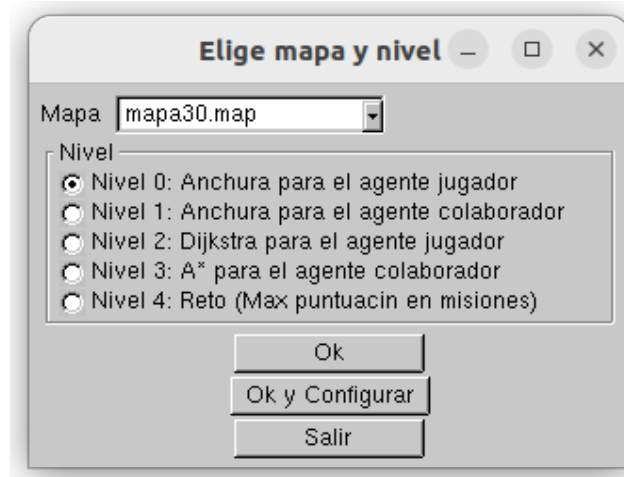 Elige mapa y nivel
Mapa mapa30.map
Nivel
Nivel 0: Anchura para el agente jugador
Nivel 1: Anchura para el agente colaborador
Nivel 2: Dijkstra para el agente jugador
Nivel 3: A* para el agente colaborador
Nivel 4: Reto (Max puntuacin en misiones)
Ok
Ok y Configurar
Salir